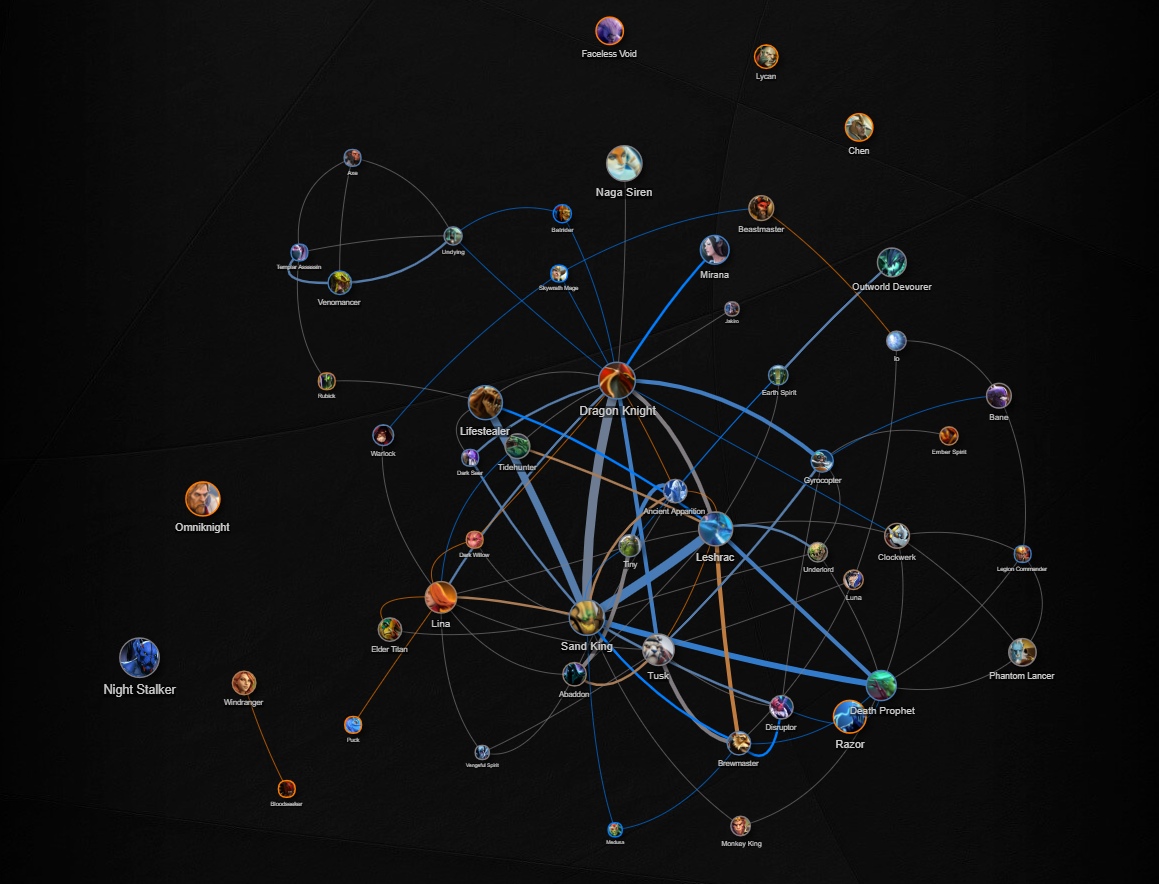 Faceless Void
Lycan
Chen
Axe
Naga Siren
Batrider
Beastmaster
Undying
Templar Assassin
Mirana
Skywrath Mage
Outworld Devourer
Venomancer
Jakiro
Io
Rubick
Earth Spirit
Dragon Knight
Bane
Lifestealer
Warlock
Dark Seer
Tidehunter
Ember Spirit
Gyrocopter
Ancient Apparition
Omniknight
Dark Willow
Tiny
Leshrac
Underlord
Clockwerk
Legion Commander
Luna
Lina
Elder Titan
Sand King
Tusk
Phantom Lancer
Night Stalker
Windranger
Abaddon
Death Prophet
Disruptor
Razor
Puck
Vengeful Spirit
Brewmaster
Bloodseeker
Medusa
Monkey King